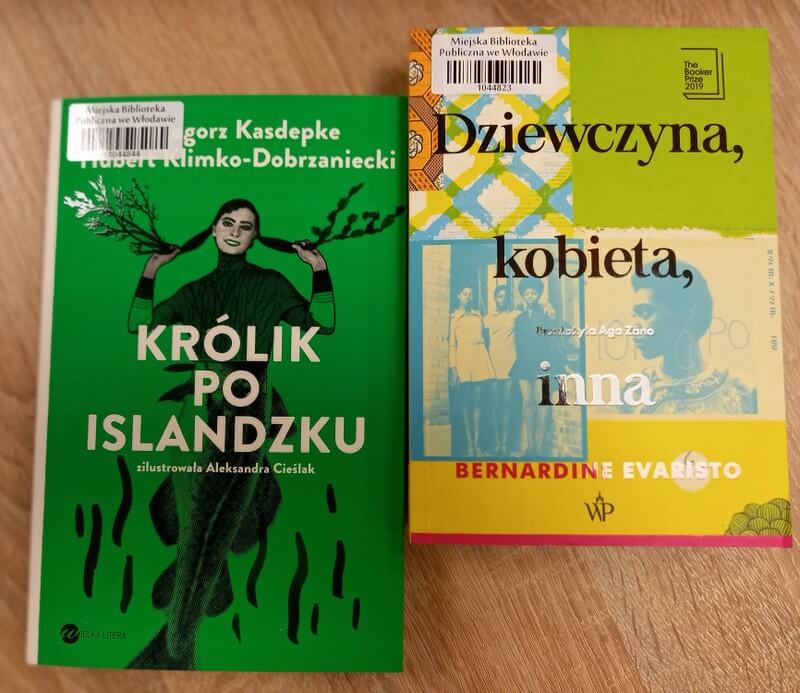 Miejska Biblioteka
Publiczna we Włodawie
1044844
gorz Kasdepke
Hubert Klimko-Dobrzaniecki
KRÓLIK
PO
ISLANDZKU
zilustrowała Aleksandra Cieślak
WIELKA LITERA
Miejska Biblioteka
Publiczna we Włodawie
1044823
The
Booker
Prize
2019
Dziewczyna,
kobieta,
Przełożyła Aga Zano
inna
BERNARDINE EVARISTO
WP